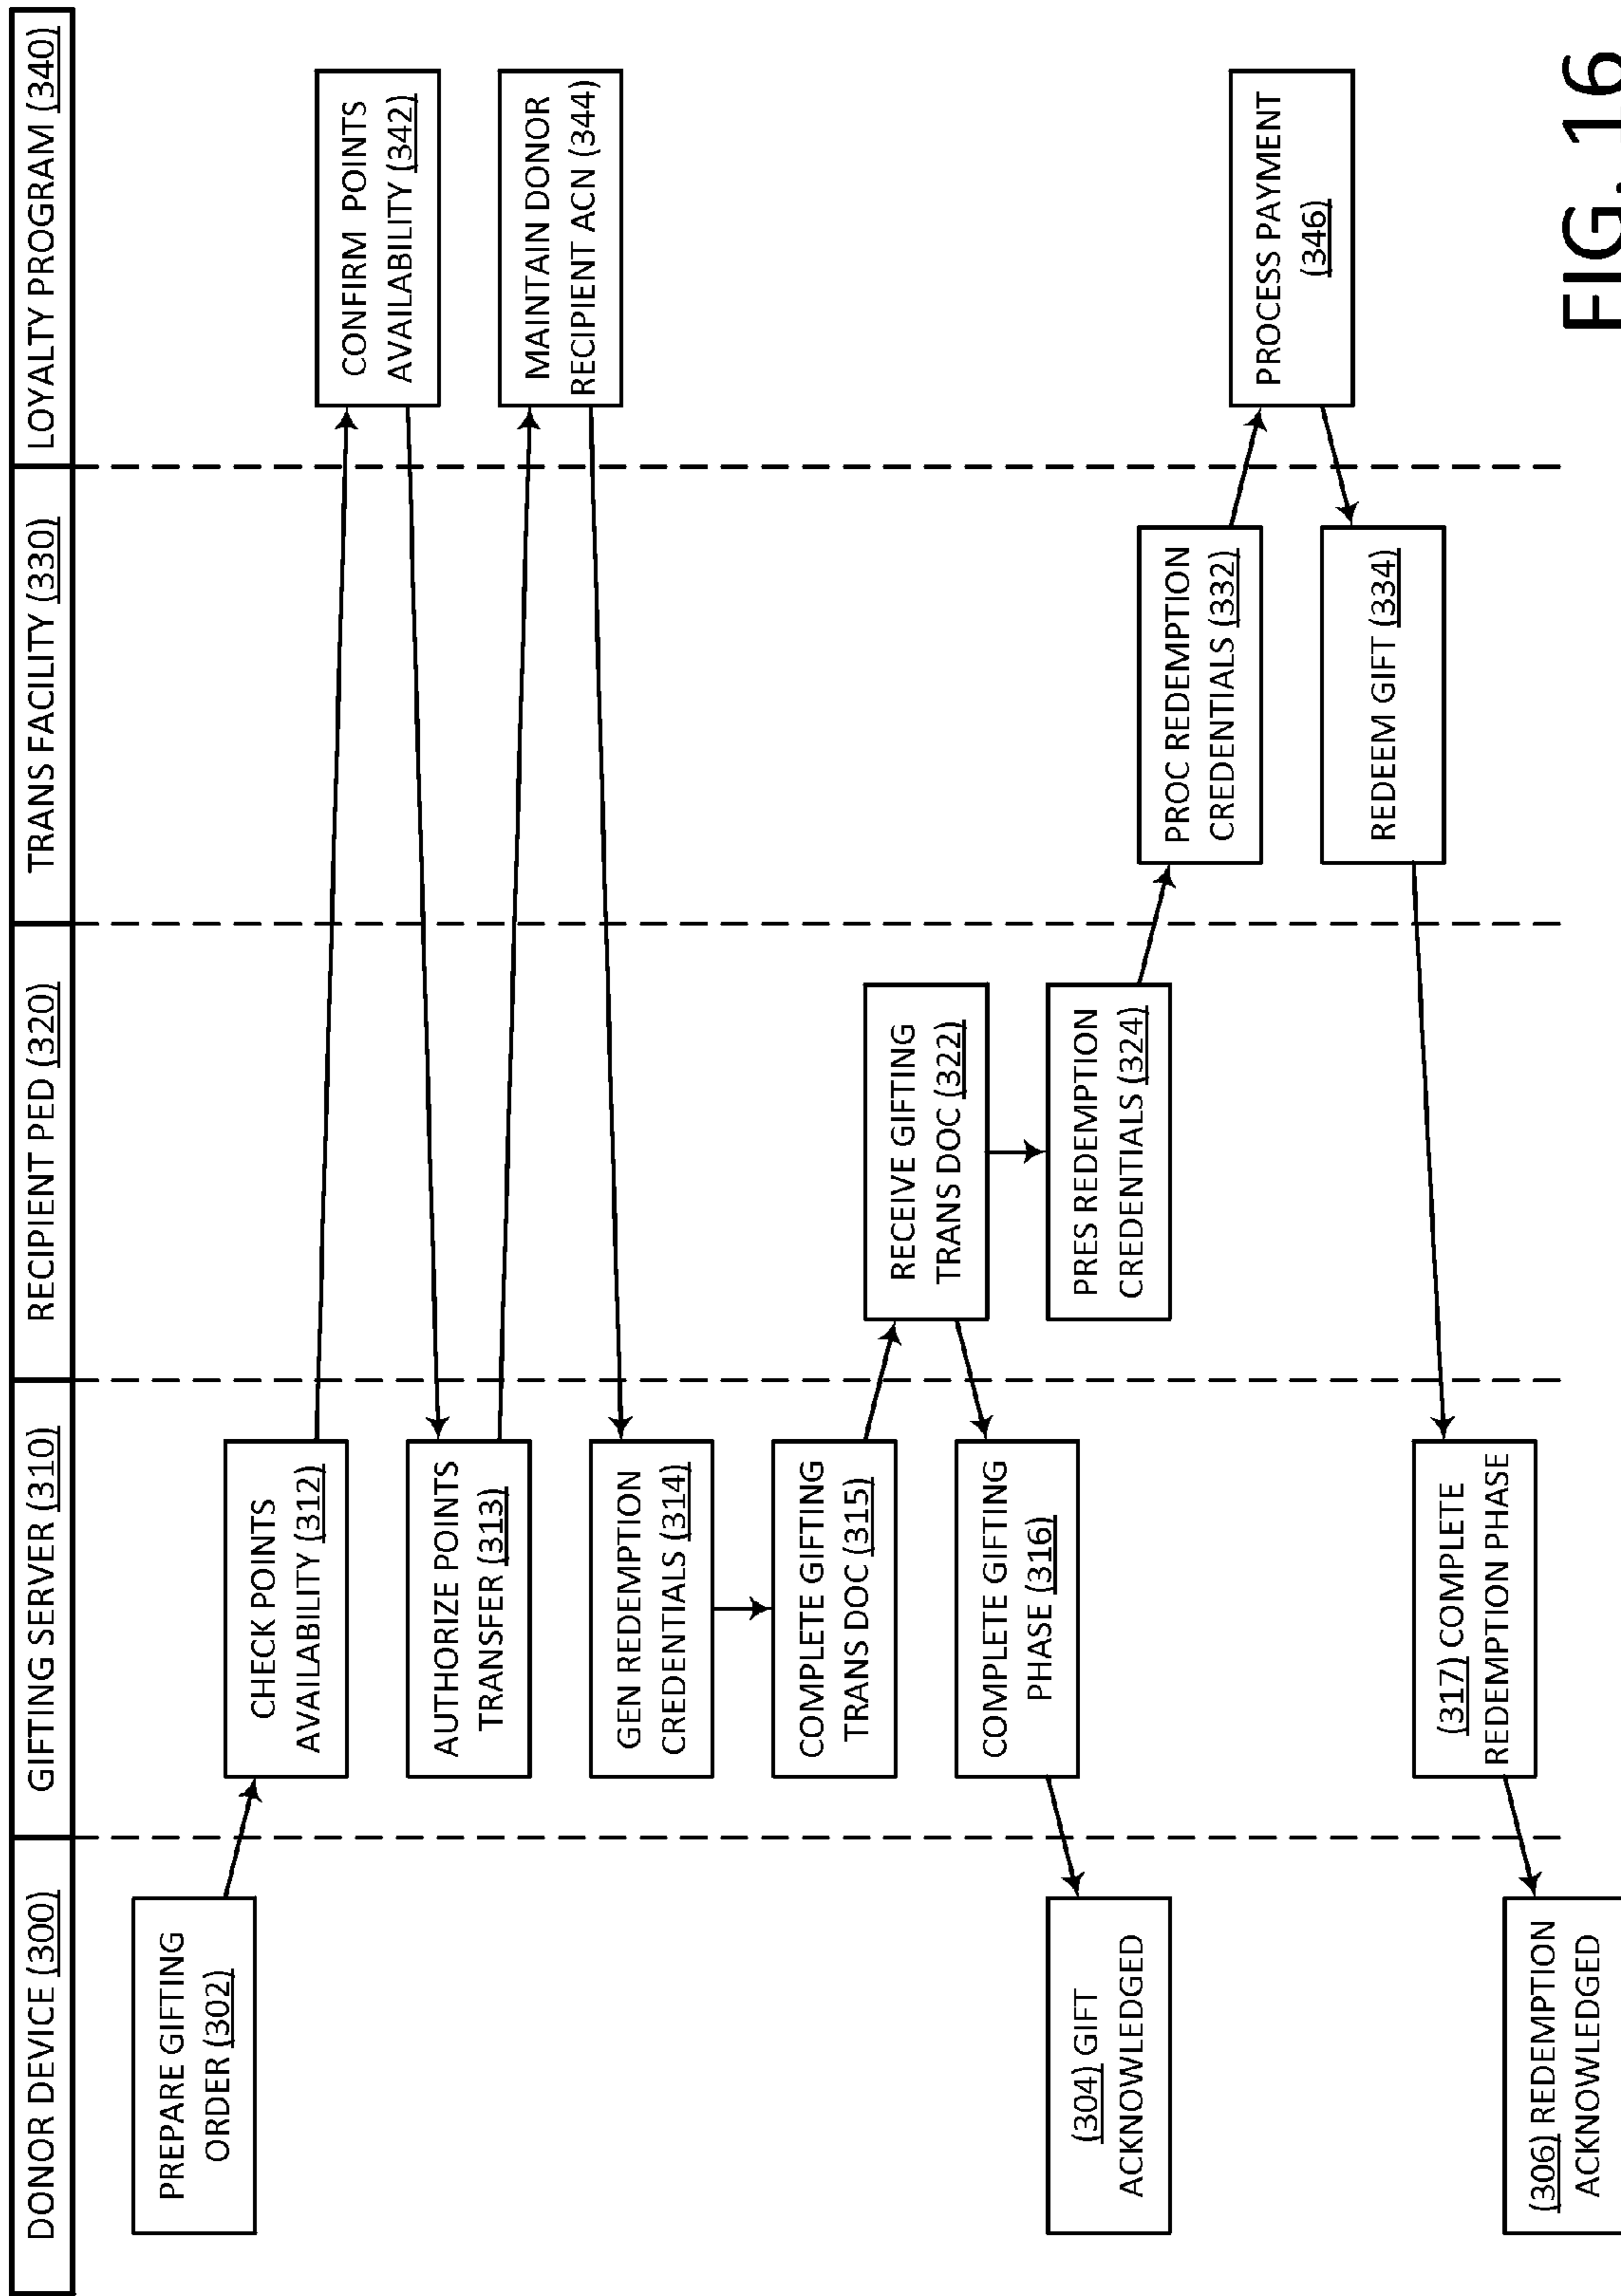 DONOR DEVICE (300)
GIFTING SERVER (310)
RECIPIENT PED (320)
TRANS FACILITY (330)
LOYALTY PROGRAM (340)
PREPARE GIFTING
ORDER (302)
CHECK POINTS
AVAILABILITY (312)
CONFIRM POINTS
AVAILABILITY (342)
AUTHORIZE POINTS
TRANSFER (313)
MAINTAIN DONOR
RECIPIENT ACN (344)
GEN REDEMPTION
CREDENTIALS (314)
COMPLETE GIFTING
TRANS DOC (315)
RECEIVE GIFTING
TRANS DOC (322)
COMPLETE GIFTING
PHASE (316)
(304) GIFT
ACKNOWLEDGED
PRES REDEMPTION
CREDENTIALS (324)
PROC REDEMPTION
CREDENTIALS (332)
PROCESS PAYMENT
(346)
REDEEM GIFT (334)
(317) COMPLETE
REDEMPTION PHASE
(306) REDEMPTION
ACKNOWLEDGED
FIG. 16